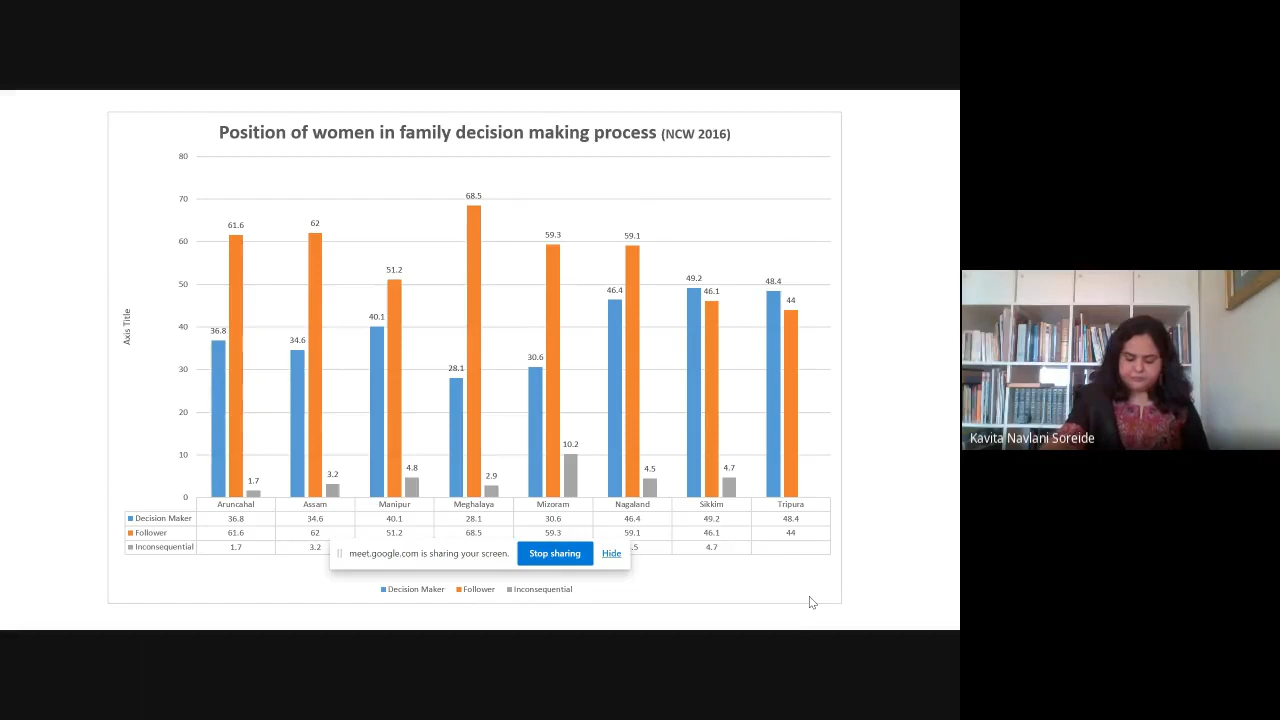 Position of women in family decision making process (NCW 2016)
80
70
60
50
40
30
20
10
0
Axis Title
36.8 61.6 1.7
34.6 62 3.2
40.1 51.2 4.8
28.1 68.5 2.9
30.6 59.3 10.2
46.4 59.1 4.5
49.2 46.1 4.7
48.4 44
Aruncahal Assam Manipur Meghalaya Mizoram Nagaland Sikkim Tripura
Decision Maker 36.8 34.6 40.1 28.1 30.6 46.4 49.2 48.4
Follower 61.6 62 51.2 68.5 59.3 59.1 46.1 44
Inconsequential 1.7 3.2 .5 4.7
meet.google.com is sharing your screen. Stop sharing Hide
Decision Maker Follower Inconsequential
Kavita Navlani Soreide